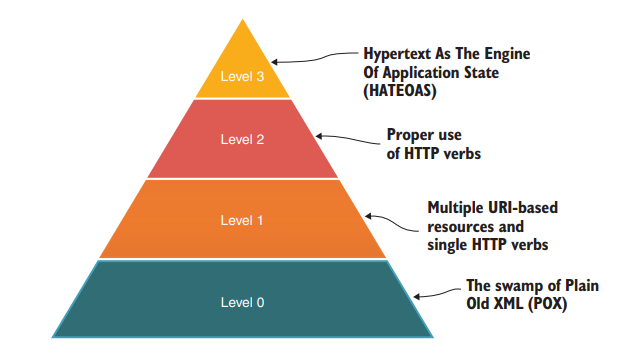 Level 3
Hypertext As The Engine
Of Application State
(HATEOAS)
Level 2
Proper use
of HTTP verbs
Level 1
Multiple URI-based
resources and
single HTTP verbs
Level 0
The swamp of Plain
Old XML (POX)